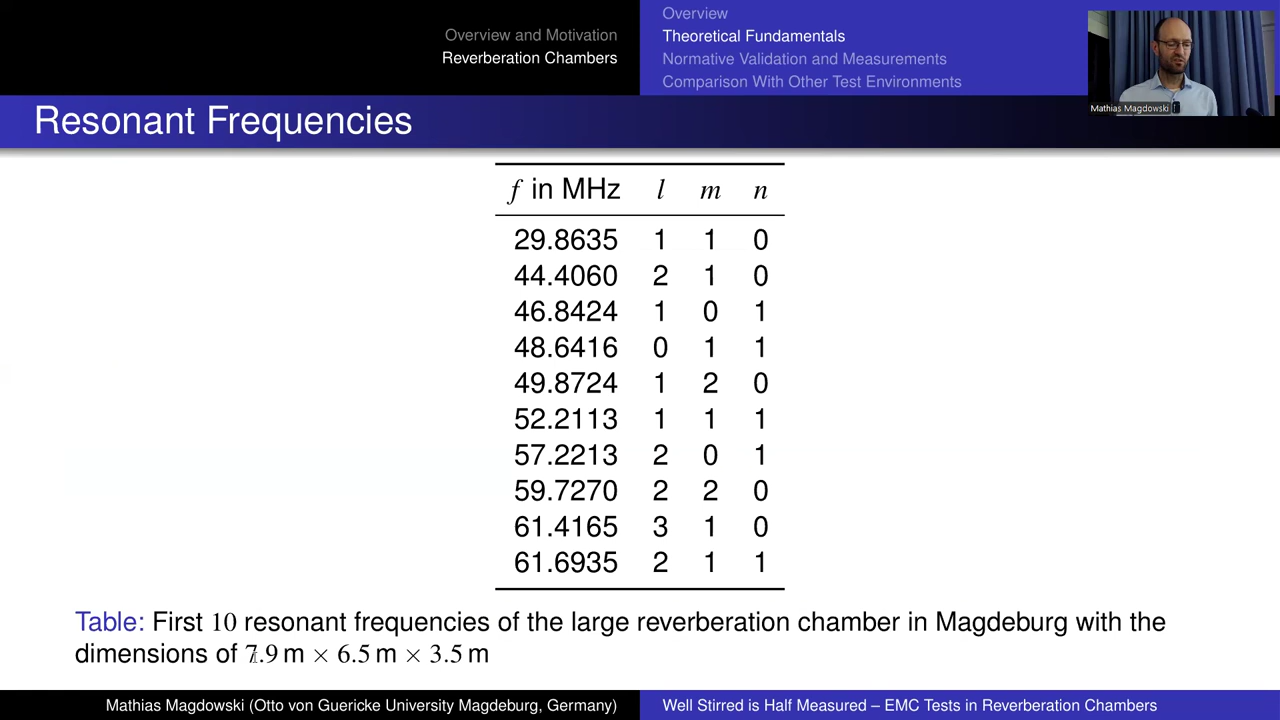 Overview and Motivation
Reverberation Chambers
Overview
Theoretical Fundamentals
Normative Validation and Measurements
Comparison With Other Test Environments
Mathias Magdowski
Resonant Frequencies
f in MHz l m n
29.8635 1 1 0
44.4060 2 1 0
46.8424 1 0 1
48.6416 0 1 1
49.8724 1 2 0
52.2113 1 1 1
57.2213 2 0 1
59.7270 2 2 0
61.4165 3 1 0
61.6935 2 1 1
Table: First 10 resonant frequencies of the large reverberation chamber in Magdeburg with the
dimensions of 7.9 m × 6.5 m × 3.5 m
Mathias Magdowski (Otto von Guericke University Magdeburg, Germany)
Well Stirred is Half Measured – EMC Tests in Reverberation Chambers